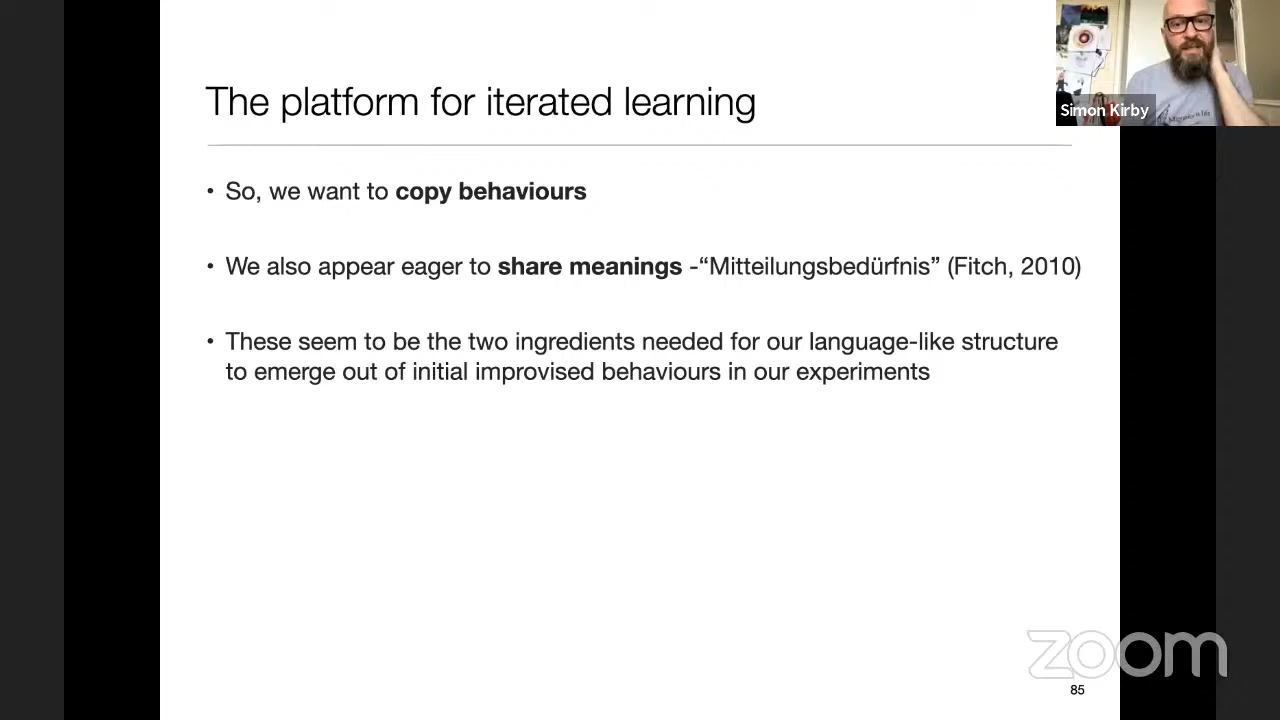 The platform for iterated learning
Simon Kirby
• So, we want to copy behaviours
• We also appear eager to share meanings -“Mitteilungsbedürfnis” (Fitch, 2010)
• These seem to be the two ingredients needed for our language-like structure
to emerge out of initial improvised behaviours in our experiments
zoom
85